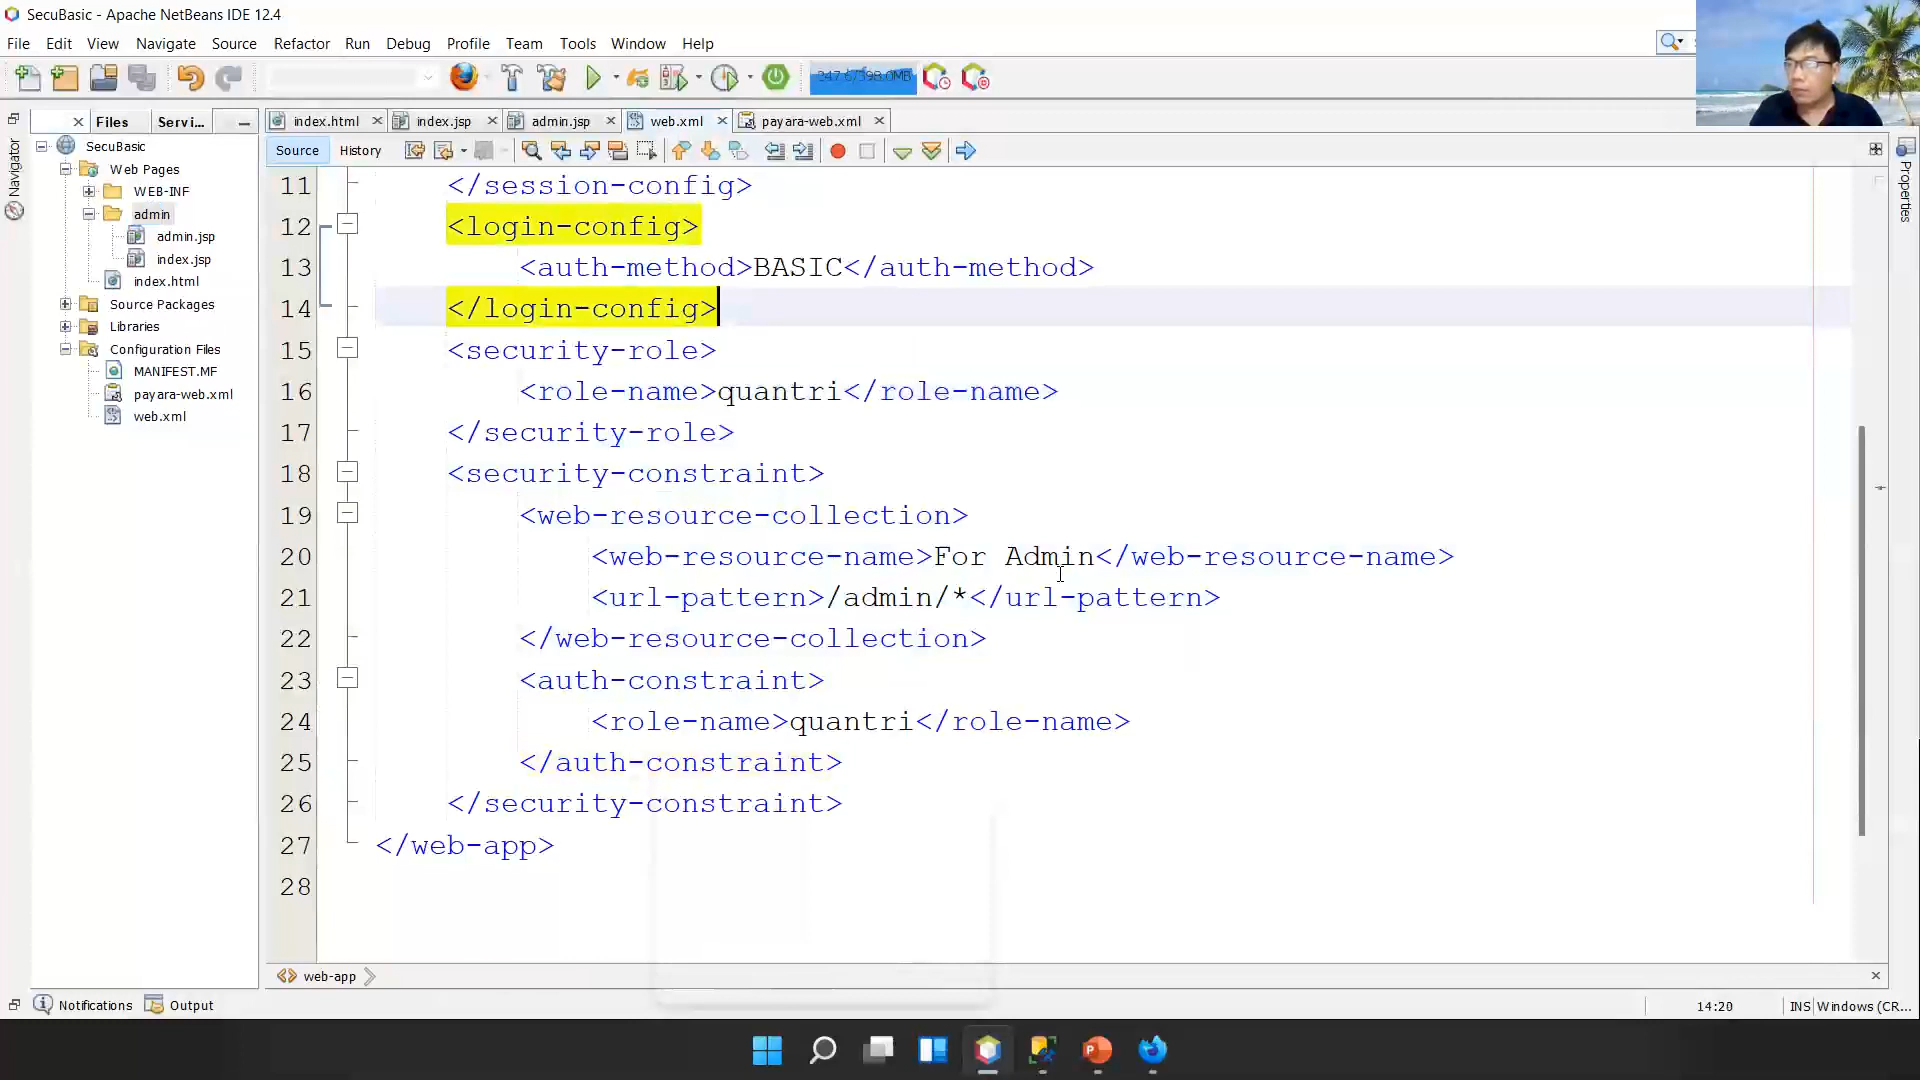 SecuBasic - Apache NetBeans IDE 12.4
File Edit View Navigate Source Refactor Run Debug Profile Team Tools Window Help
Files Servi...
index.html index.jsp admin.jsp web.xml payara-web.xml
Source History
Navigator
Properties
SecuBasic
Web Pages
WEB-INF
admin
admin.jsp
index.jsp
index.html
Source Packages
Libraries
Configuration Files
MANIFEST.MF
payara-web.xml
web.xml
11 </session-config>
12 <login-config>
13 <auth-method>BASIC</auth-method>
14 </login-config>
15 <security-role>
16 <role-name>quantri</role-name>
17 </security-role>
18 <security-constraint>
19 <web-resource-collection>
20 <web-resource-name>For Admin</web-resource-name>
21 <url-pattern>/admin/*</url-pattern>
22 </web-resource-collection>
23 <auth-constraint>
24 <role-name>quantri</role-name>
25 </auth-constraint>
26 </security-constraint>
27 </web-app>
28
web-app
Notifications Output
14:20 INS Windows (CR...